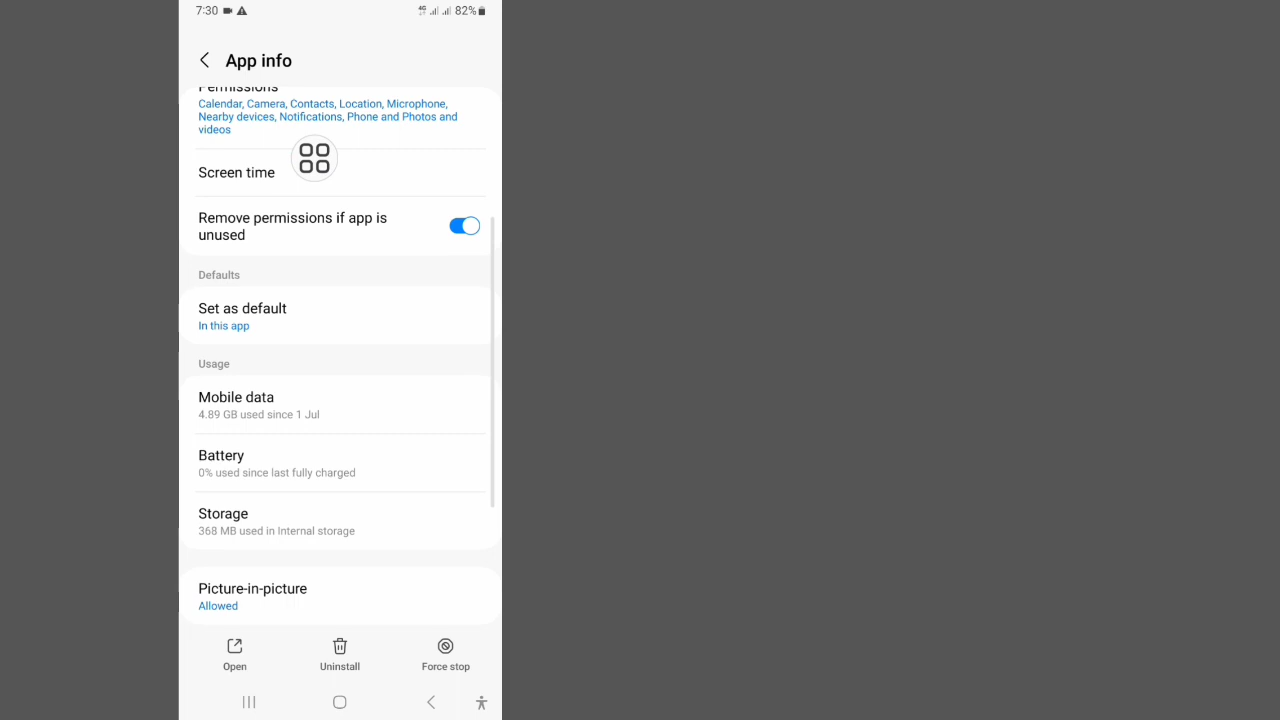 7:30
4G
82%
App info
Permissions
Calendar, Camera, Contacts, Location, Microphone,
Nearby devices, Notifications, Phone and Photos and
videos
Screen time
Remove permissions if app is
unused
Defaults
Set as default
In this app
Usage
Mobile data
4.89 GB used since 1 Jul
Battery
0% used since last fully charged
Storage
368 MB used in Internal storage
Picture-in-picture
Allowed
Open
Uninstall
Force stop